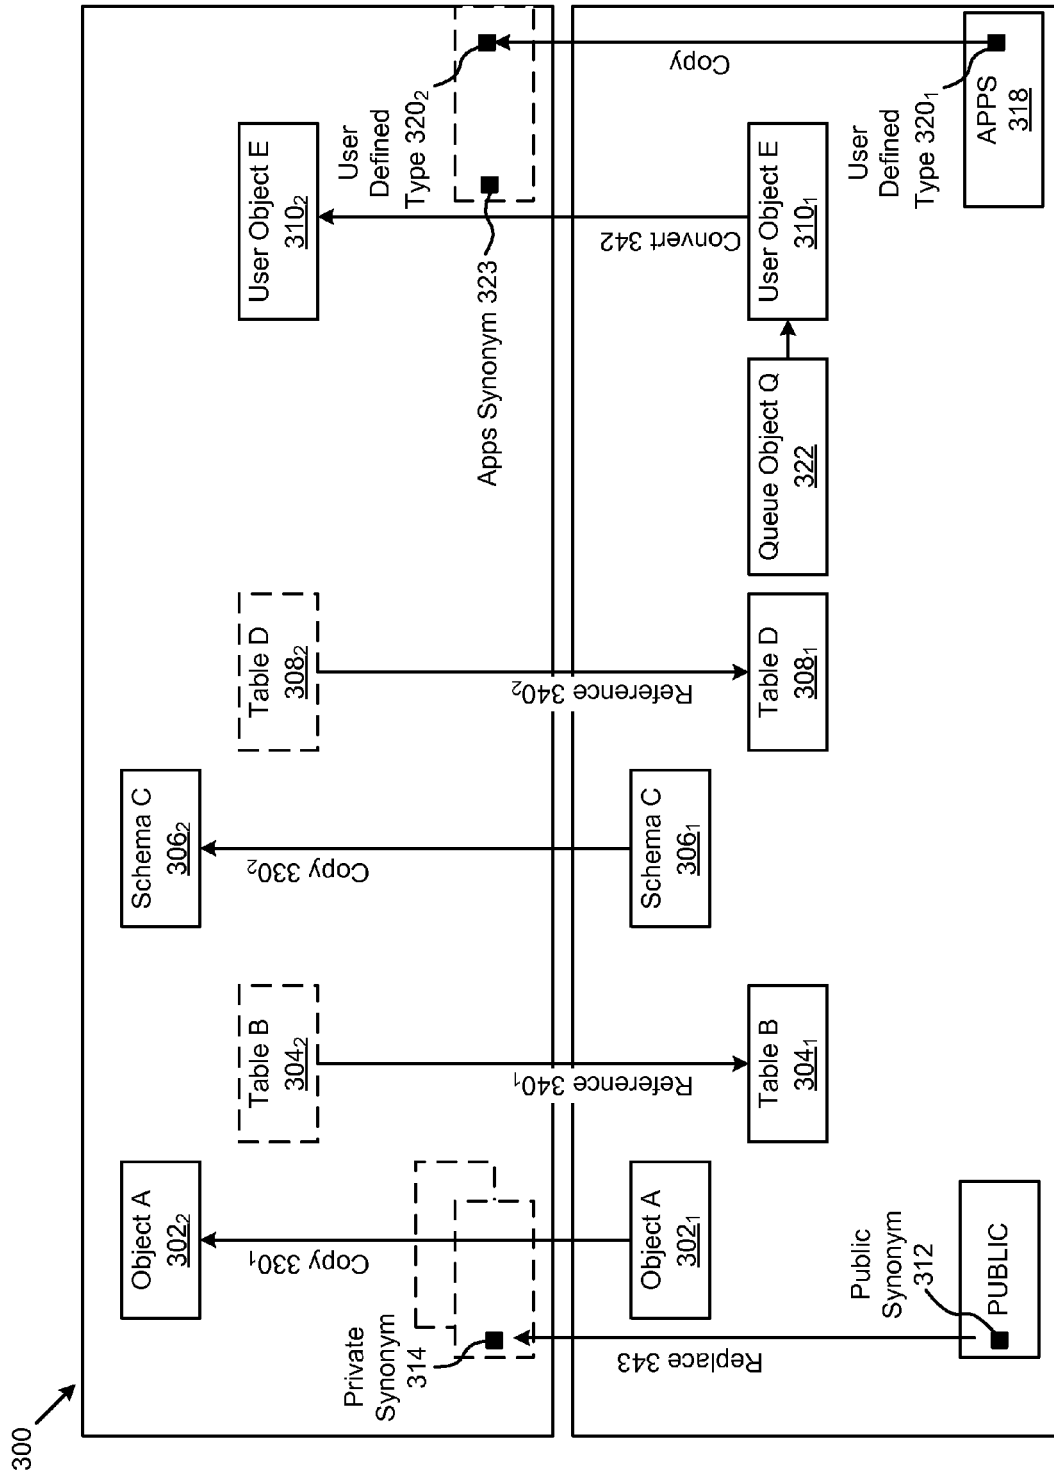 300
Object A
302₂
Schema C
306₂
Copy 330₁
Copy 330₂
Table B
304₂
Table D
308₂
User Object E
310₂
Private
Synonym
314
User
Defined
Type 320₂
Apps Synonym 323
Reference 340₁
Reference 340₂
Convert 342
Copy
Replace 343
Object A
302₁
Schema C
306₁
Table B
304₁
Table D
308₁
Queue Object Q
322
User Object E
310₁
Public
Synonym
312
PUBLIC
User
Defined
Type 320₁
APPS
318